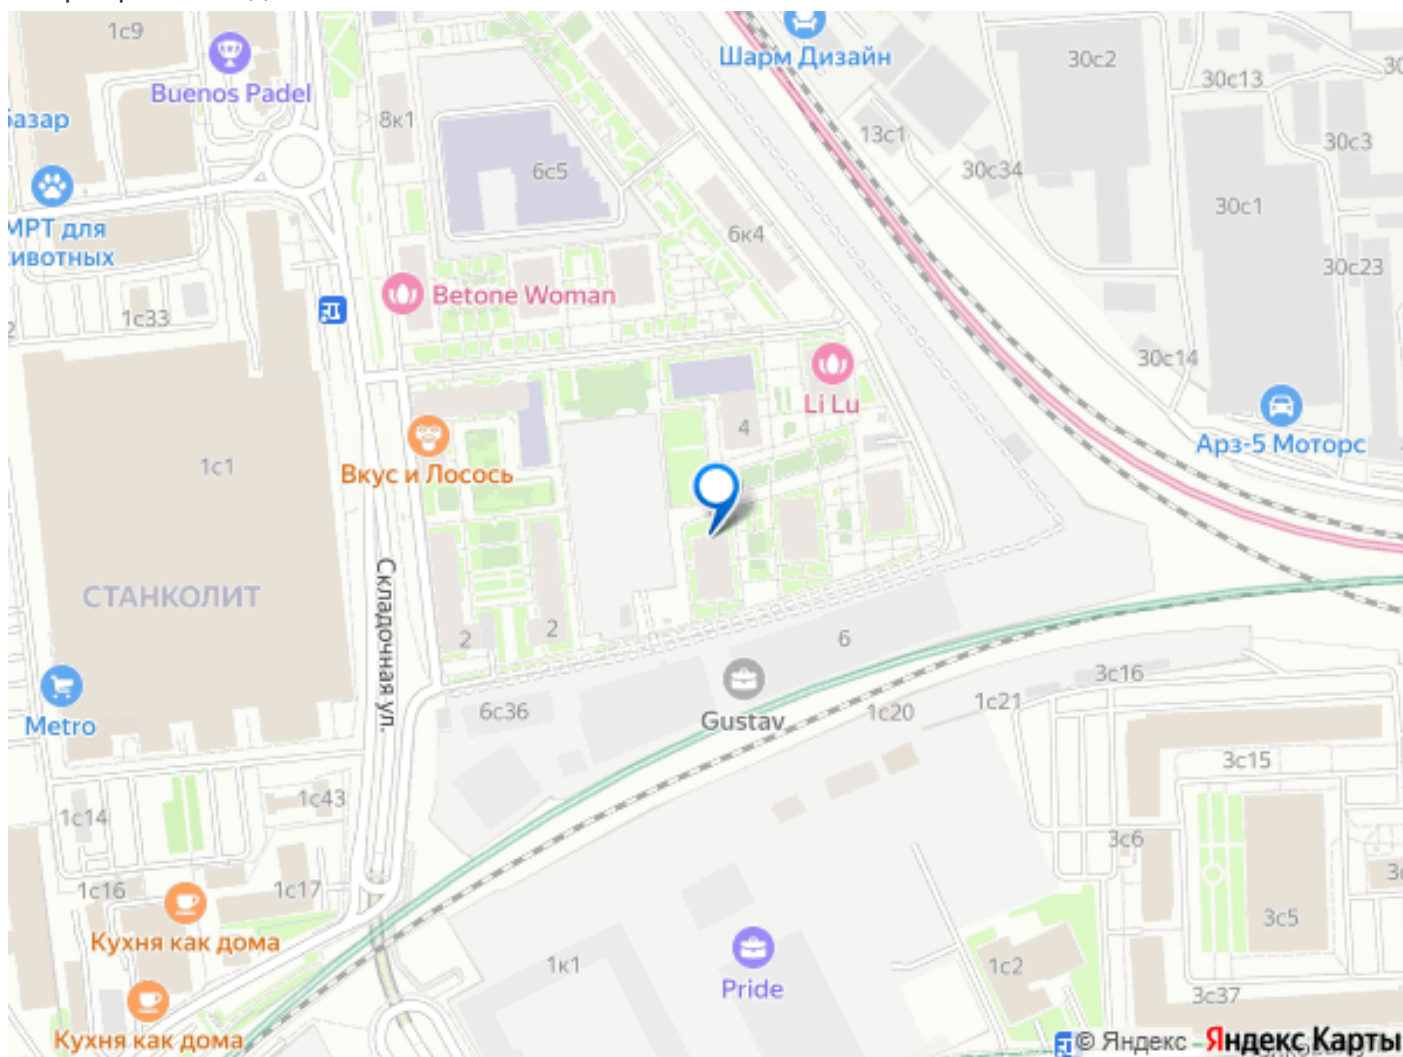 1с9
Шарм Дизайн
30с2
30с13
Buenos Padel
8к1
13с1
30с3
6с5
30с34
МРТ для
30с1
6к4
30с23
Betone Woman
1с33
30с14
Li Lu
4
Арз-5 Моторс
1с1
Вкус и Лосось
СТАНКОЛИТ
Складочная ул.
2
2
6
3с16
1с21
6с36
Gustav
1с20
Metro
3с15
1с43
1с14
3с6
1с16
1с17
3с5
Кухня как дома
1к1
1с2
Pride
3с37
Кухня как дома
© Яндекс
Яндекс Карты